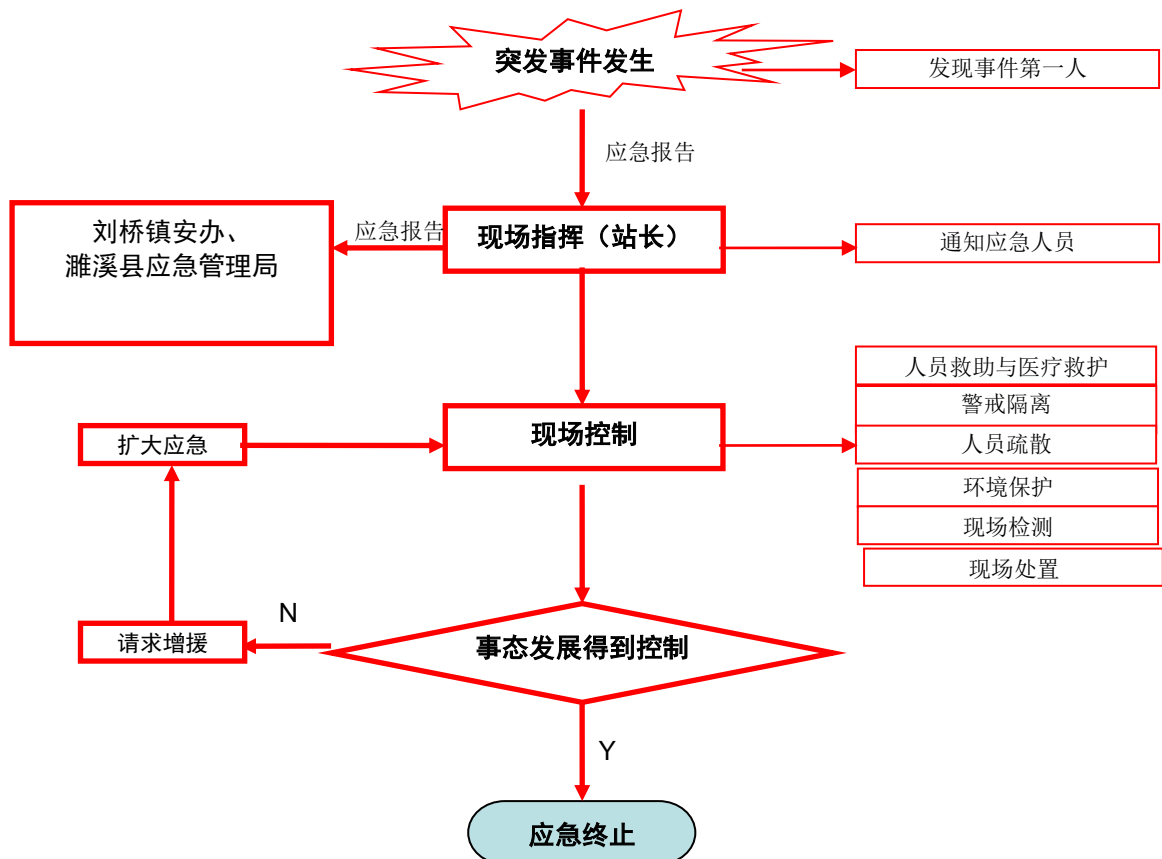 突发事件发生
发现事件第一人
应急报告
刘桥镇安办、
濉溪县应急管理局
应急报告
现场指挥（站长）
通知应急人员
人员救助与医疗救护
警戒隔离
扩大应急
现场控制
人员疏散
环境保护
现场检测
现场处置
N
请求增援
事态发展得到控制
Y
应急终止